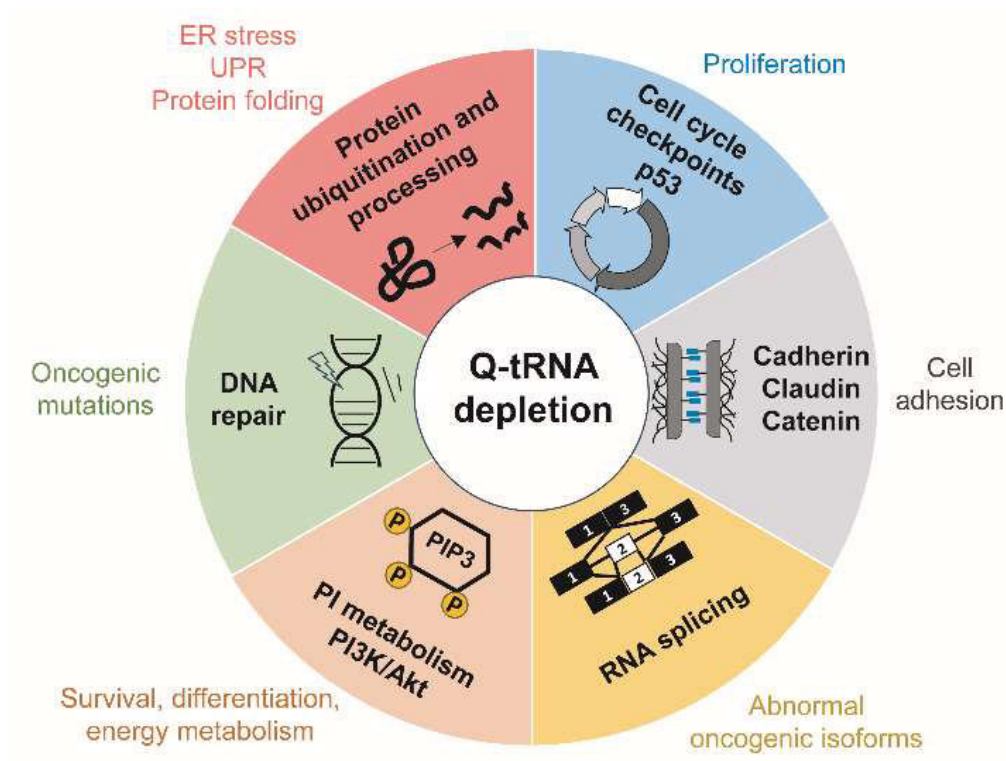 ER stress
UPR
Protein folding
Protein
ubiquitination and
processing
Proliferation
Cell cycle
checkpoints
p53
Oncogenic
mutations
DNA
repair
Q-tRNA
depletion
Cadherin
Claudin
Catenin
Cell
adhesion
P
P
P
PIP3
PI metabolism
PI3K/Akt
Survival, differentiation,
energy metabolism
1 3
1 2 3
1 2 3
RNA splicing
Abnormal
oncogenic isoforms